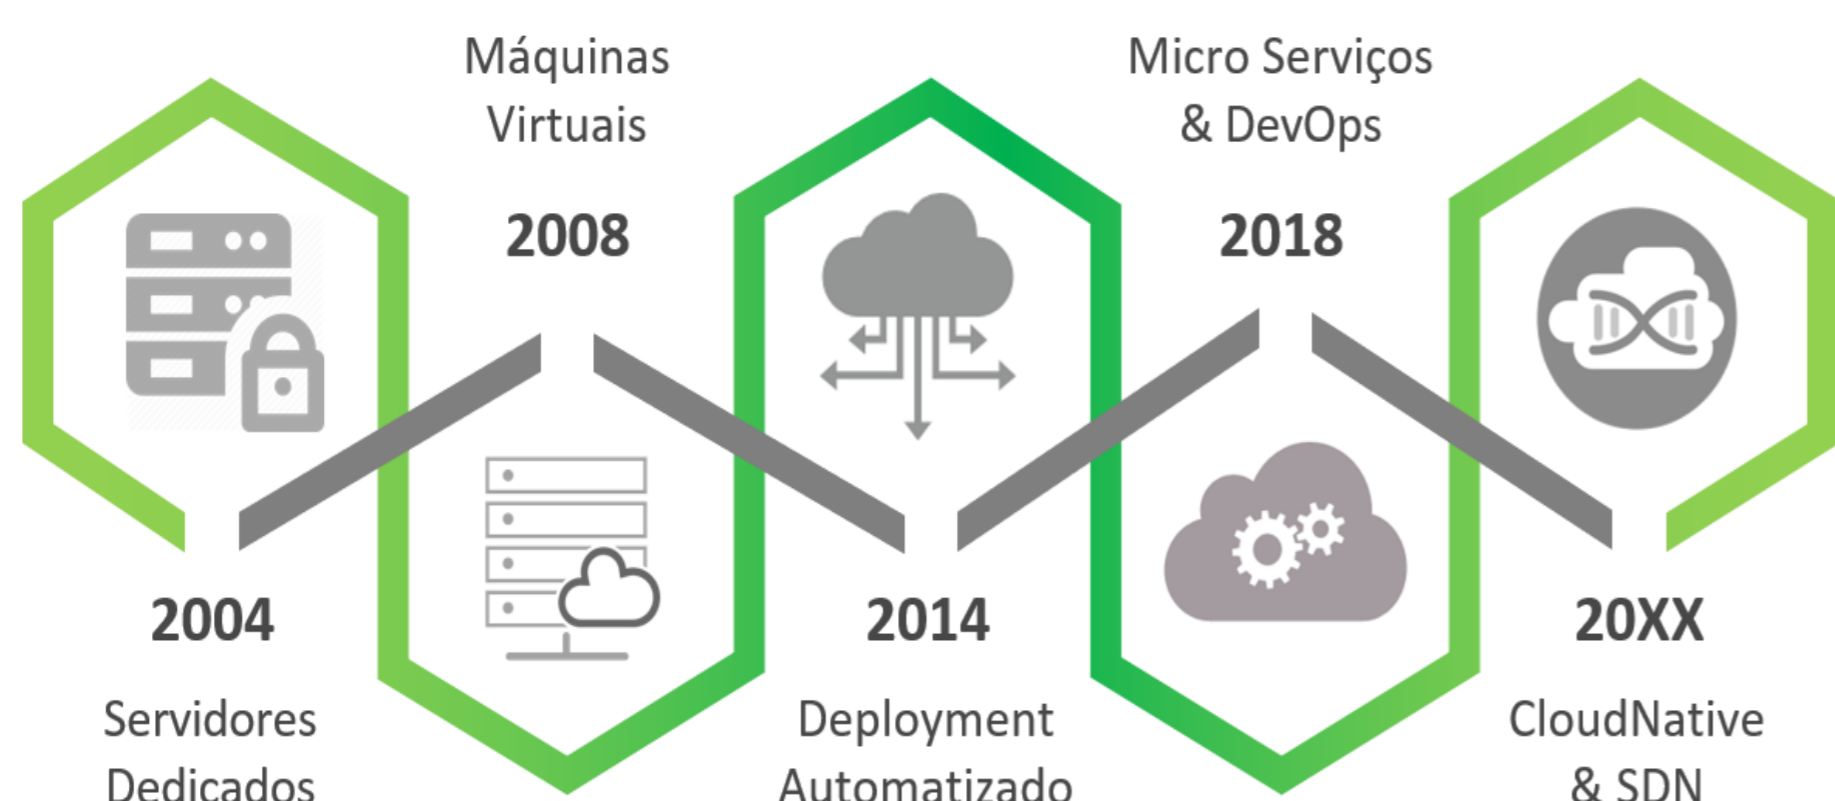 Máquinas
Virtuais
2008
Micro Serviços
& DevOps
2018
2004
Servidores
Dedicados
2014
Deployment
Automatizado
20XX
CloudNative
& SDN